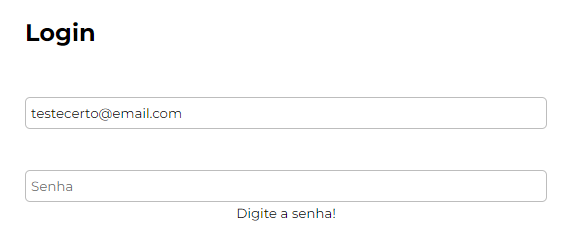 Login
testecerto@email.com
Senha
Digite a senha!